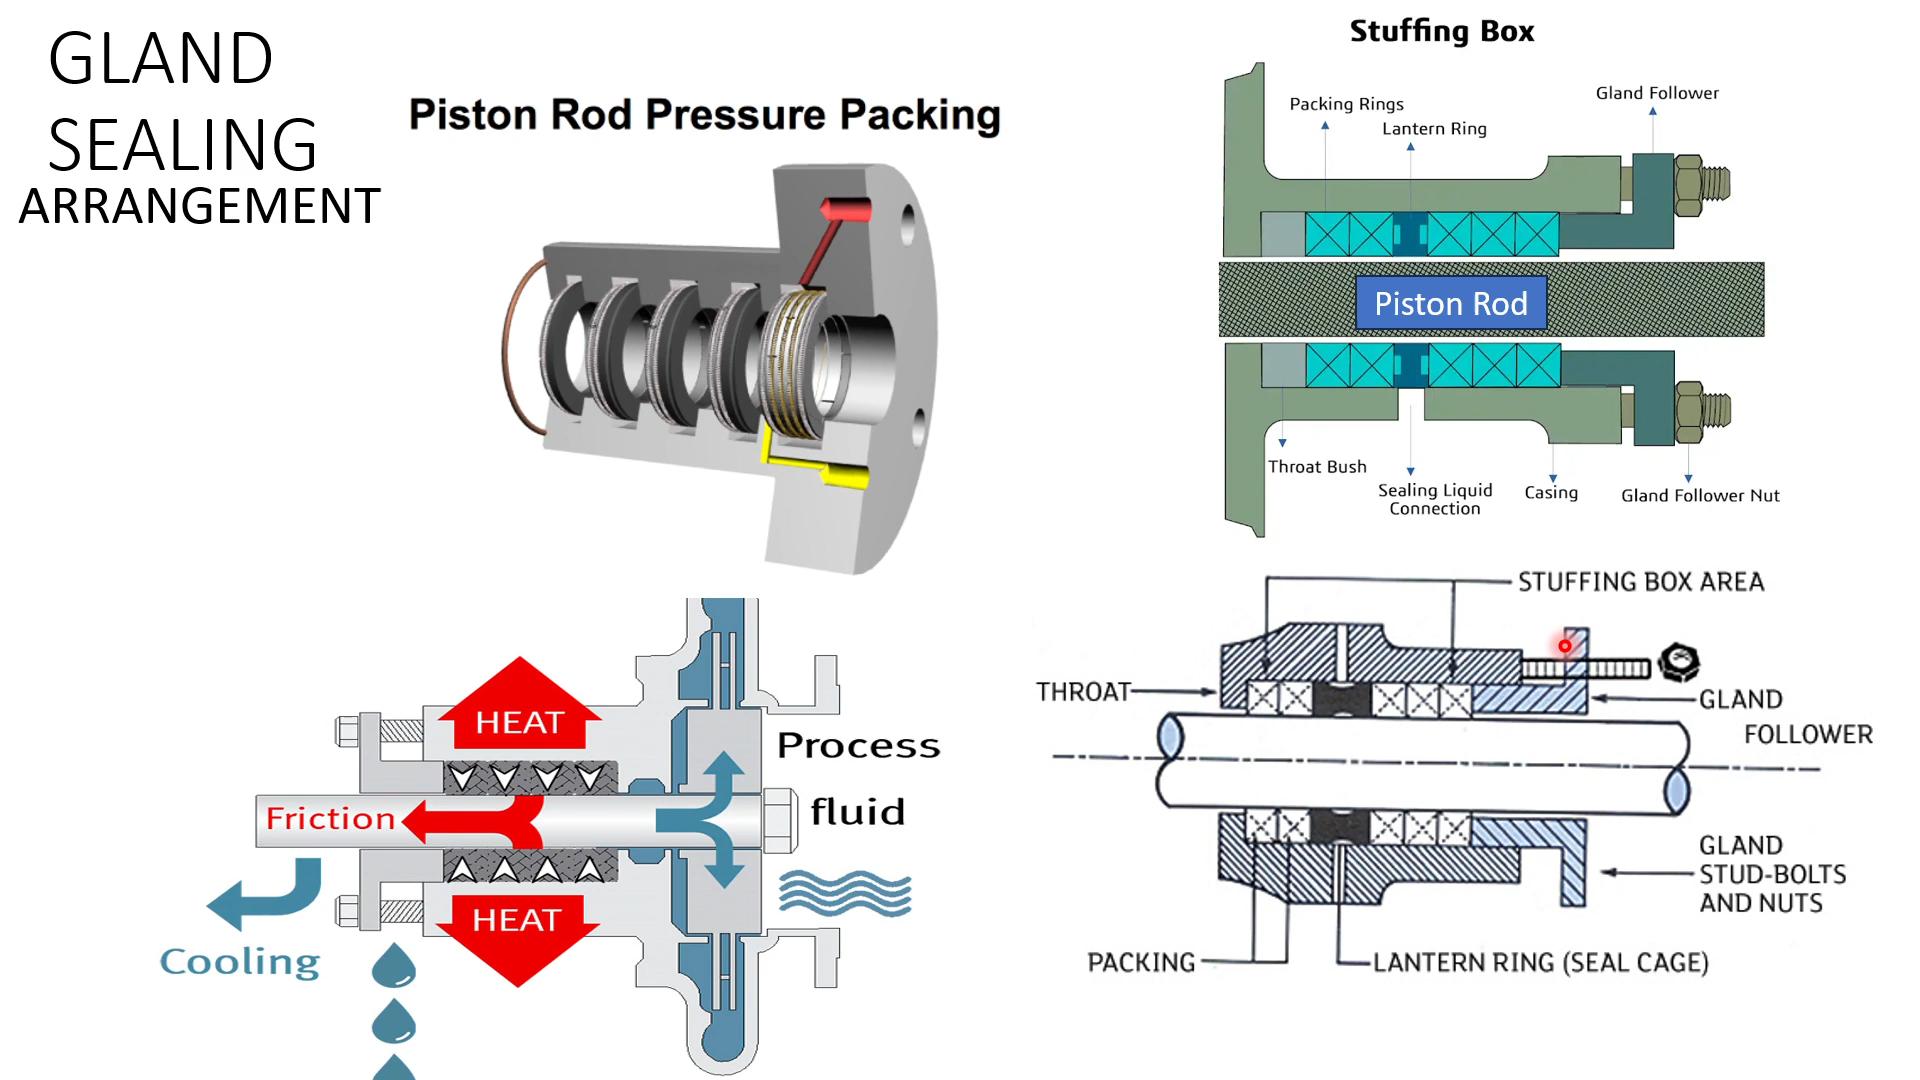 GLAND
SEALING
ARRANGEMENT
Piston Rod Pressure Packing
Stuffing Box
Packing Rings
Lantern Ring
Gland Follower
Piston Rod
Throat Bush
Sealing Liquid
Connection
Casing
Gland Follower Nut
HEAT
Friction
HEAT
Cooling
Process
fluid
STUFFING BOX AREA
THROAT
GLAND
FOLLOWER
GLAND
STUD-BOLTS
AND NUTS
PACKING
LANTERN RING (SEAL CAGE)